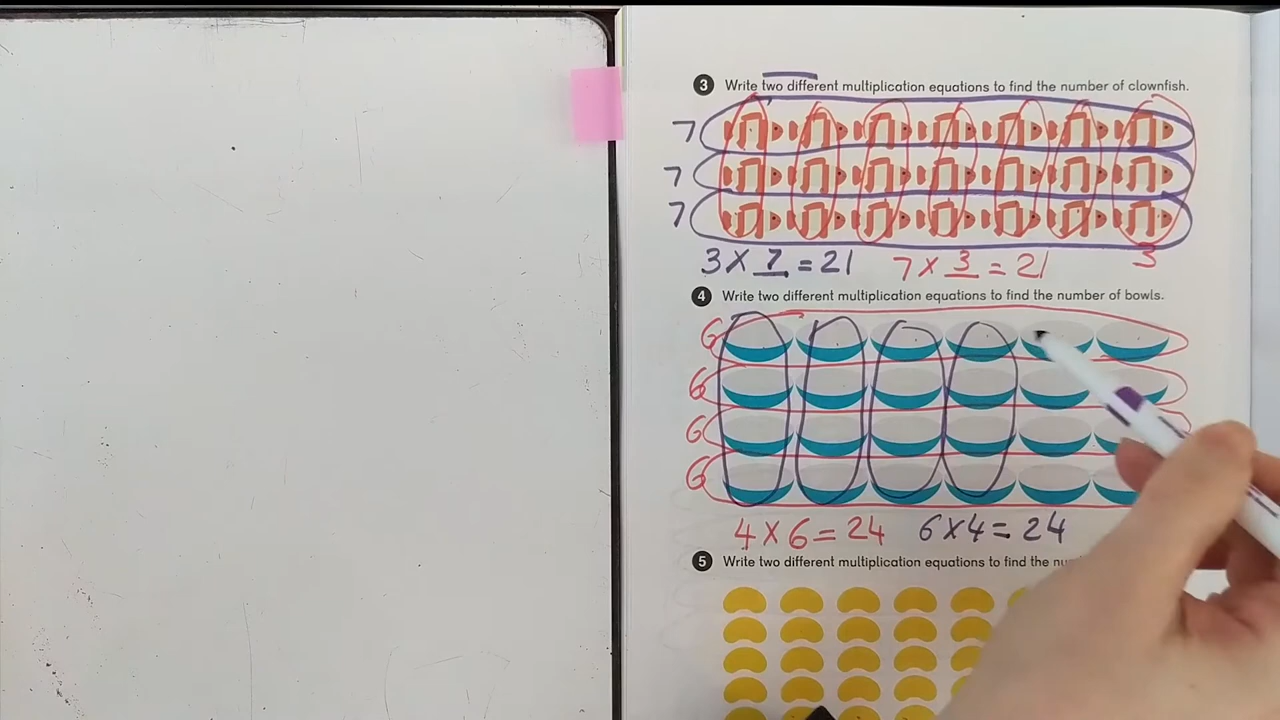 3 Write two different multiplication equations to find the number of clownfish.
7
7
7
3 × 7 = 21 7 × 3 = 21 3
4 Write two different multiplication equations to find the number of bowls.
6
6
6
6
4 × 6 = 24 6 × 4 = 24
5 Write two different multiplication equations to find the